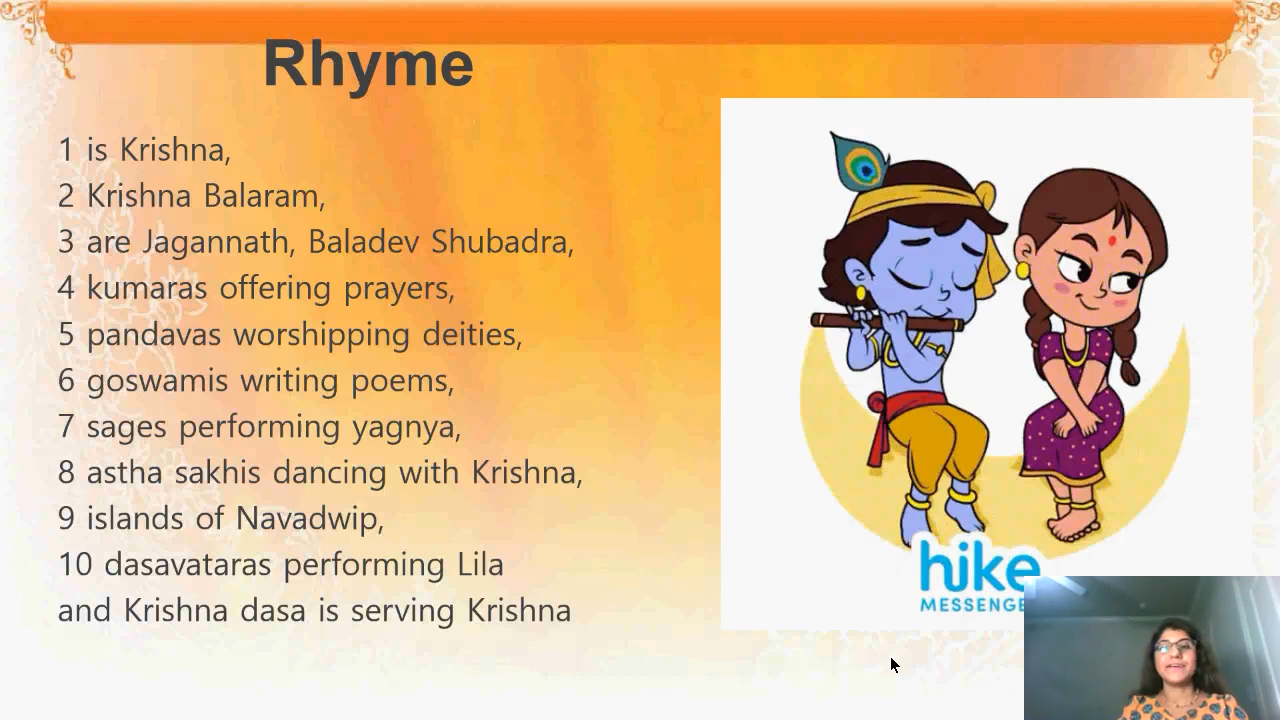 Rhyme
1 is Krishna,
2 Krishna Balaram,
3 are Jagannath, Baladev Shubadra,
4 kumaras offering prayers,
5 pandavas worshipping deities,
6 goswamis writing poems,
7 sages performing yagnya,
8 astha sakhis dancing with Krishna,
9 islands of Navadwip,
10 dasavataras performing Lila
and Krishna dasa is serving Krishna
hike
MESSENGE